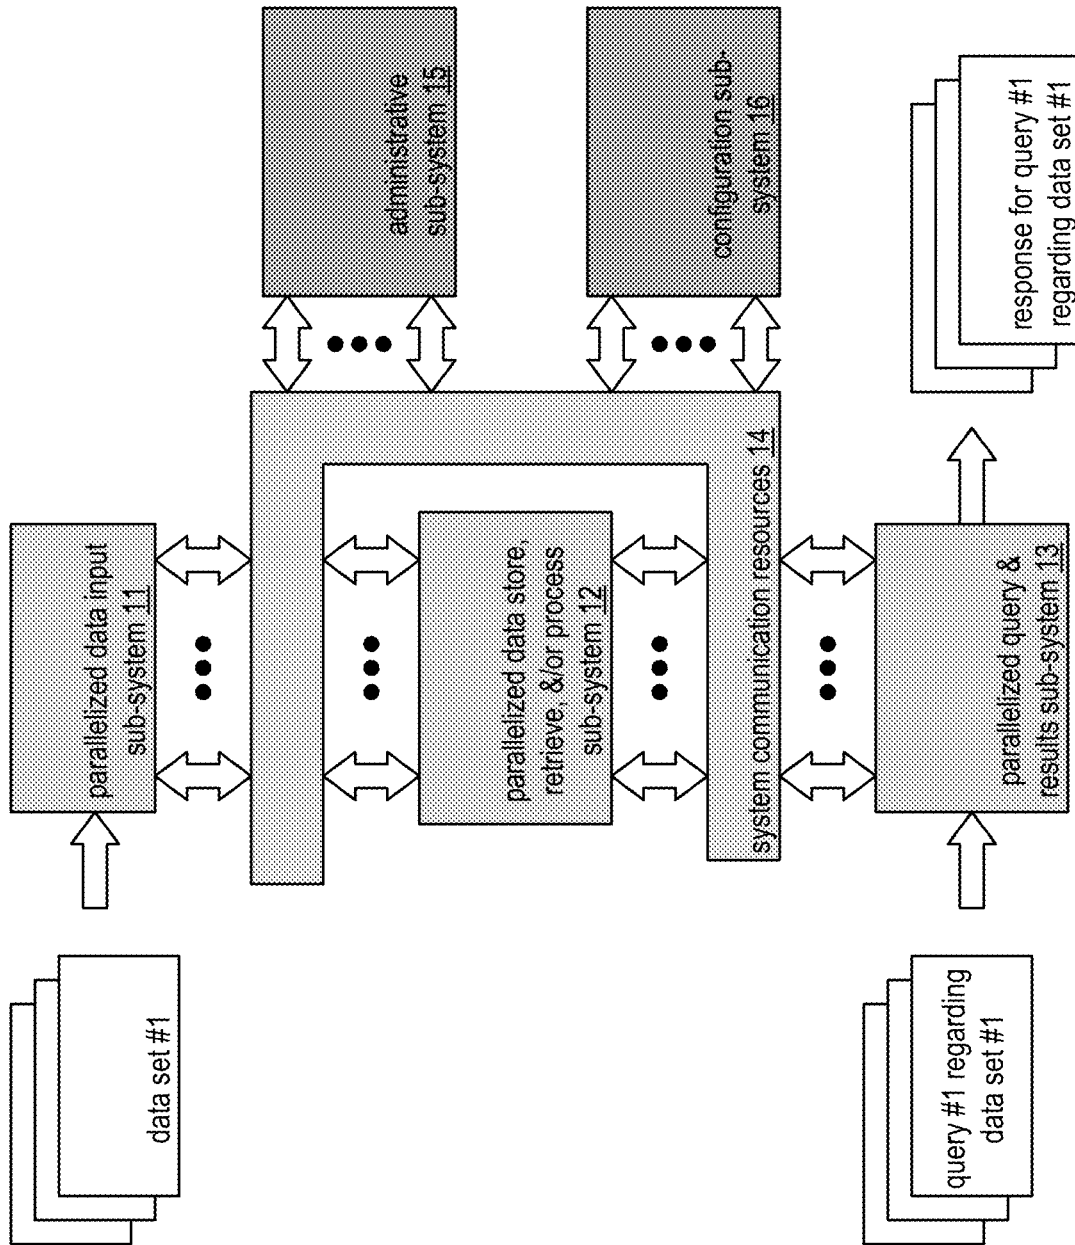 data set #1
parallelized data input
sub-system 11
administrative
sub-system 15
parallelized data store,
retrieve, &/or process
sub-system 12
configuration sub-
system 16
system communication resources 14
query #1 regarding
data set #1
parallelized query &
results sub-system 13
response for query #1
regarding data set #1